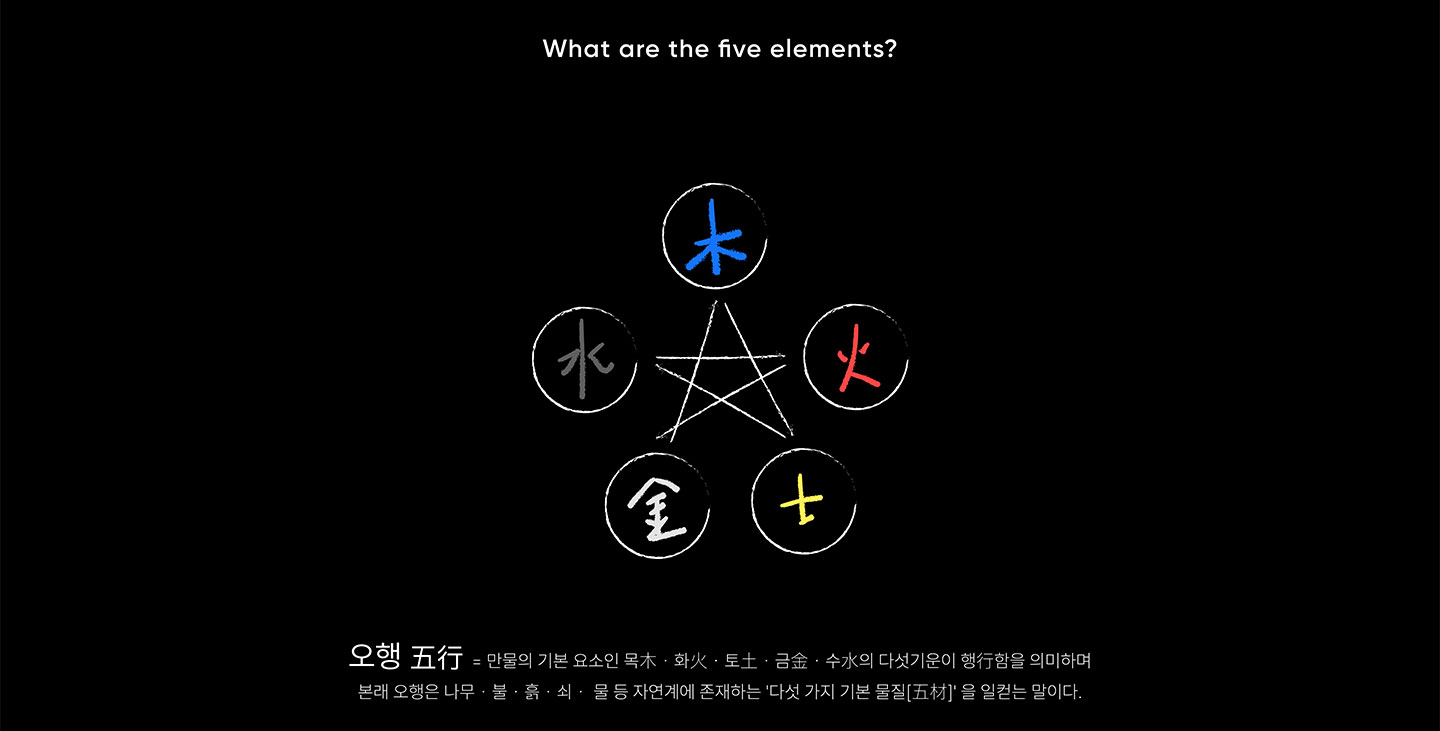 What are the five elements?
木
水
火
金
土
오행 五行 = 만물의 기본 요소인 목木 · 화火 · 토土 · 금金 · 수水의 다섯기운이 행行함을 의미하며
본래 오행은 나무 · 불 · 흙 · 쇠 · 물 등 자연계에 존재하는 '다섯 가지 기본 물질[五材]' 을 일컫는 말이다.